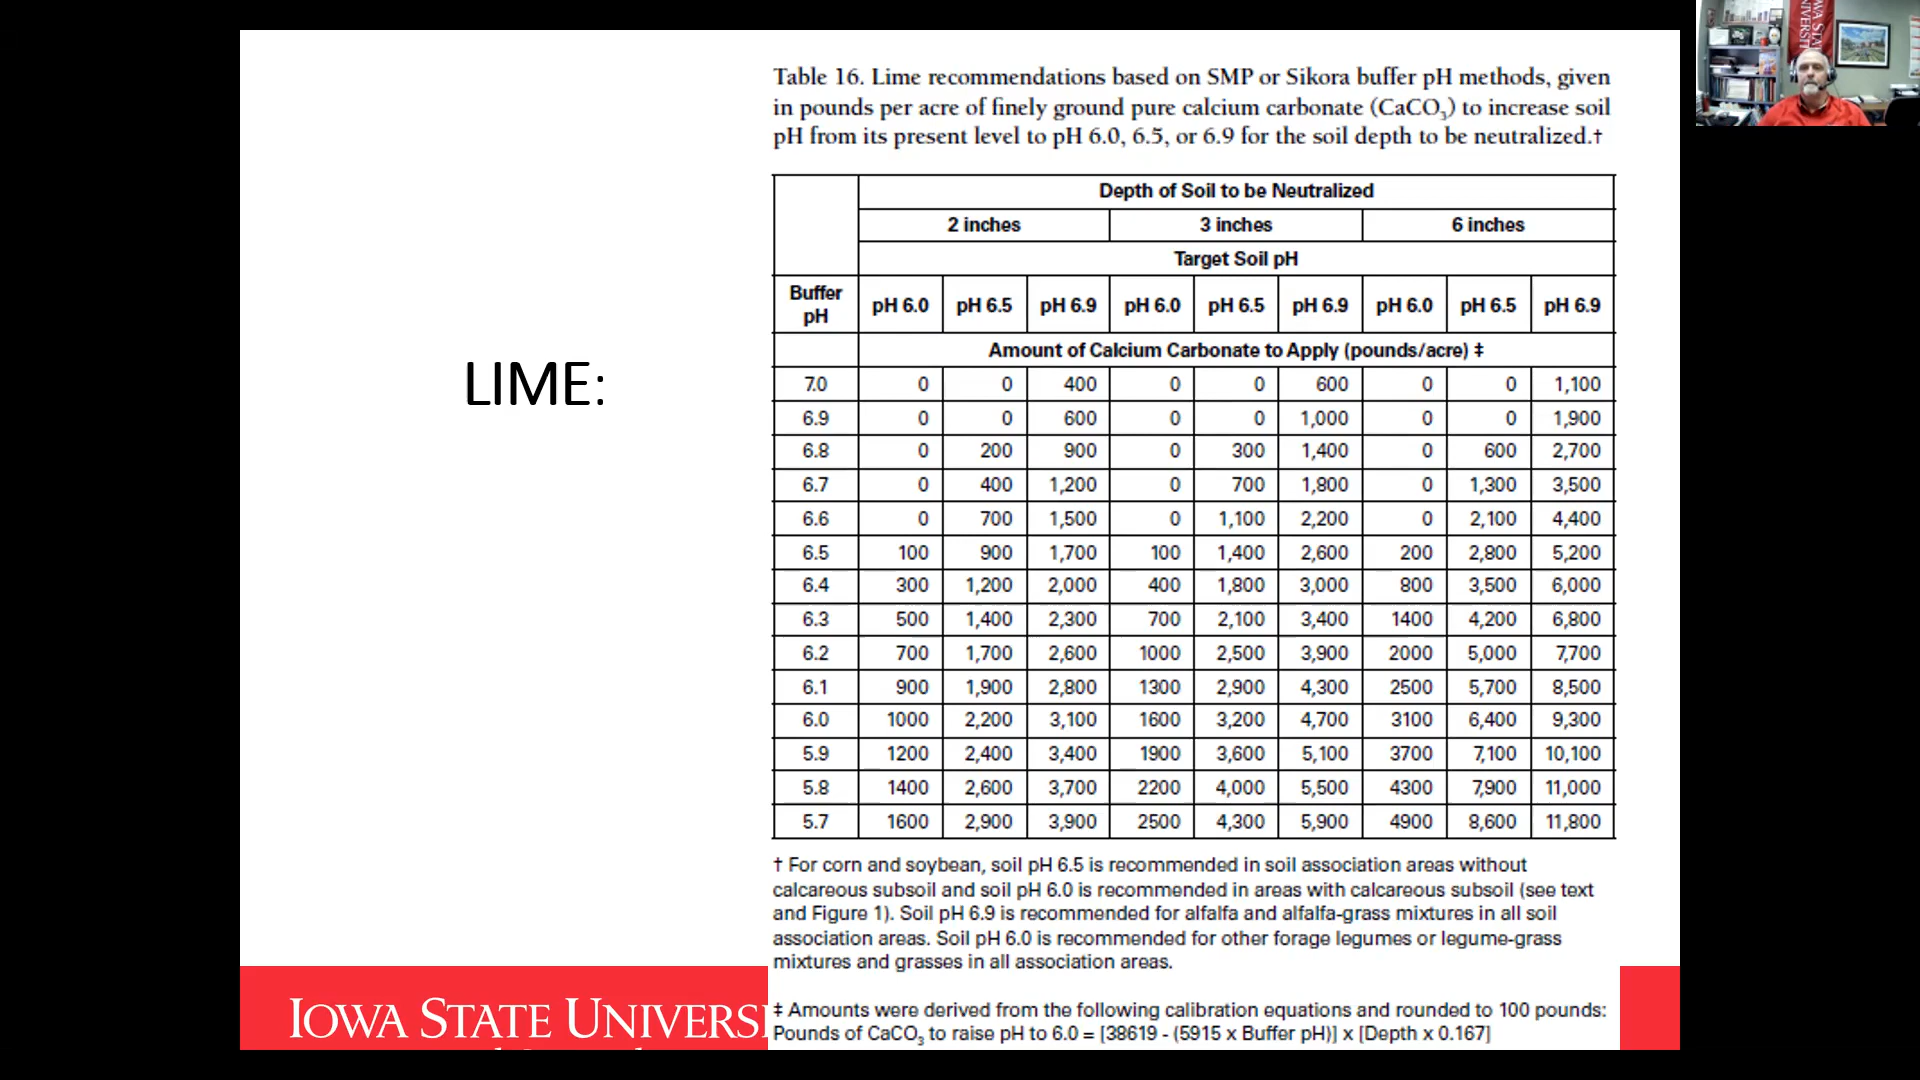 Table 16. Lime recommendations based on SMP or Sikora buffer pH methods, given
in pounds per acre of finely ground pure calcium carbonate (CaCO₃) to increase soil
pH from its present level to pH 6.0, 6.5, or 6.9 for the soil depth to be neutralized.†
Depth of Soil to be Neutralized
2 inches 3 inches 6 inches
Target Soil pH
Buffer pH pH 6.0 pH 6.5 pH 6.9 pH 6.0 pH 6.5 pH 6.9 pH 6.0 pH 6.5 pH 6.9
Amount of Calcium Carbonate to Apply (pounds/acre) ‡
7.0 0 0 400 0 0 600 0 0 1,100
6.9 0 0 600 0 0 1,000 0 0 1,900
6.8 0 200 900 0 300 1,400 0 600 2,700
6.7 0 400 1,200 0 700 1,800 0 1,300 3,500
6.6 0 700 1,500 0 1,100 2,200 0 2,100 4,400
6.5 100 900 1,700 100 1,400 2,600 200 2,800 5,200
6.4 300 1,200 2,000 400 1,800 3,000 800 3,500 6,000
6.3 500 1,400 2,300 700 2,100 3,400 1400 4,200 6,800
6.2 700 1,700 2,600 1000 2,500 3,900 2000 5,000 7,700
6.1 900 1,900 2,800 1300 2,900 4,300 2500 5,700 8,500
6.0 1000 2,200 3,100 1600 3,200 4,700 3100 6,400 9,300
5.9 1200 2,400 3,400 1900 3,600 5,100 3700 7,100 10,100
5.8 1400 2,600 3,700 2200 4,000 5,500 4300 7,900 11,000
5.7 1600 2,900 3,900 2500 4,300 5,900 4900 8,600 11,800
† For corn and soybean, soil pH 6.5 is recommended in soil association areas without
calcareous subsoil and soil pH 6.0 is recommended in areas with calcareous subsoil (see text
and Figure 1). Soil pH 6.9 is recommended for alfalfa and alfalfa-grass mixtures in all soil
association areas. Soil pH 6.0 is recommended for other forage legumes or legume-grass
mixtures and grasses in all association areas.
‡ Amounts were derived from the following calibration equations and rounded to 100 pounds:
Pounds of CaCO₃ to raise pH to 6.0 = [38619 - (5915 x Buffer pH)] x [Depth x 0.167]
LIME:
IOWA STATE UNIVERSI